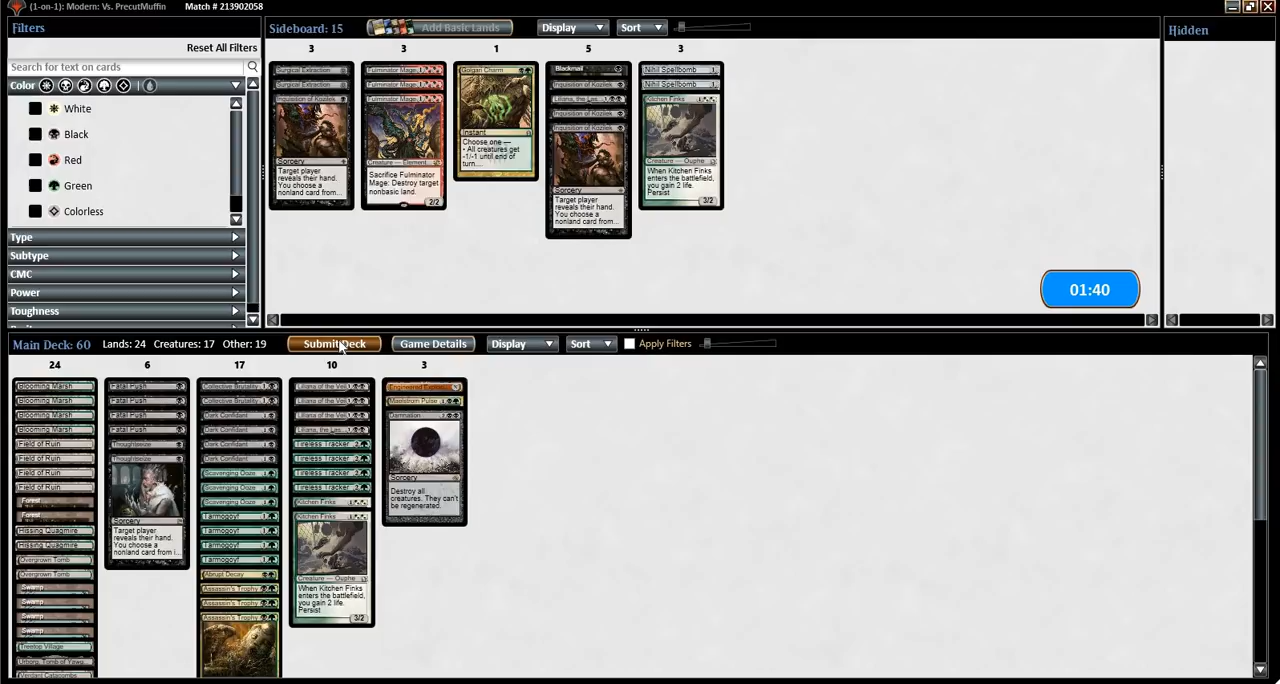 (1-on-1): Modern: Vs. PrecutMuffin Match # 213902058
Filters
Reset All Filters
Search for text on cards
Color
White
Black
Red
Green
Colorless
Type
Subtype
CMC
Power
Toughness
Sideboard: 15
Add Basic Lands
Display
Sort
Hidden
3
3
1
5
3
Surgical Extraction
Surgical Extraction
Inquisition of Kozilek
Sorcery
Target player
reveals their hand.
You choose a
nonland card from...
Fulminator Mage
Fulminator Mage
Fulminator Mage
Creature — Element...
Sacrifice Fulminator
Mage: Destroy target
nonbasic land.
2/2
Golgari Charm
Instant
Choose one —
• All creatures get
-1/-1 until end of
turn....
Blackmail
Inquisition of Kozilek
Liliana, the Las...
Inquisition of Kozilek
Inquisition of Kozilek
Sorcery
Target player
reveals their hand.
You choose a
nonland card from...
Nihil Spellbomb
Nihil Spellbomb
Kitchen Finks
Creature — Ouphe
When Kitchen Finks
enters the battlefield,
you gain 2 life.
Persist
3/2
01:40
Main Deck: 60
Lands: 24 Creatures: 17 Other: 19
Submit Deck
Game Details
Display
Sort
Apply Filters
24
6
17
10
3
Blooming Marsh
Blooming Marsh
Blooming Marsh
Blooming Marsh
Field of Ruin
Field of Ruin
Field of Ruin
Field of Ruin
Forest
Forest
Hissing Quagmire
Hissing Quagmire
Overgrown Tomb
Overgrown Tomb
Swamp
Swamp
Swamp
Swamp
Treetop Village
Urborg, Tomb of Yawg...
Verdant Catacombs
Fatal Push
Fatal Push
Fatal Push
Fatal Push
Thoughtseize
Thoughtseize
Sorcery
Target player
reveals their hand.
You choose a
nonland card from i...
Collective Brutality
Collective Brutality
Dark Confidant
Dark Confidant
Dark Confidant
Dark Confidant
Scavenging Ooze
Scavenging Ooze
Scavenging Ooze
Tarmogoyf
Tarmogoyf
Tarmogoyf
Tarmogoyf
Abrupt Decay
Assassin's Trophy
Assassin's Trophy
Assassin's Trophy
Liliana of the Veil
Liliana of the Veil
Liliana of the Veil
Liliana, the Las...
Tireless Tracker
Tireless Tracker
Tireless Tracker
Tireless Tracker
Kitchen Finks
Kitchen Finks
Creature — Ouphe
When Kitchen Finks
enters the battlefield,
you gain 2 life.
Persist
3/2
Engineered Explosi...
Maelstrom Pulse
Damnation
Sorcery
Destroy all
creatures. They can't
be regenerated.